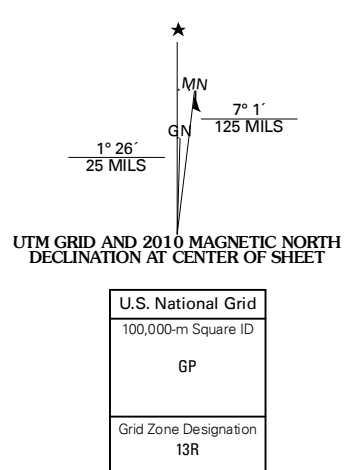 ★
MN
GN
7° 1´
125 MILS
1° 26´
25 MILS
UTM GRID AND 2010 MAGNETIC NORTH
DECLINATION AT CENTER OF SHEET
U.S. National Grid
100,000-m Square ID
GP
Grid Zone Designation
13R